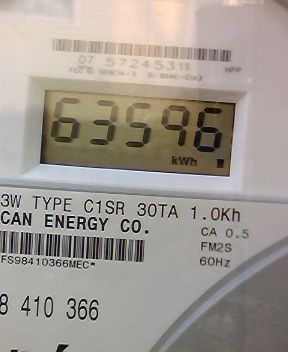 07 57245311
HPP
63596
kWh
3W TYPE C1SR 30TA 1.0Kh
CAN ENERGY CO.
CA 0.5
FM2S
60Hz
FS98410366MEC*
8 410 366